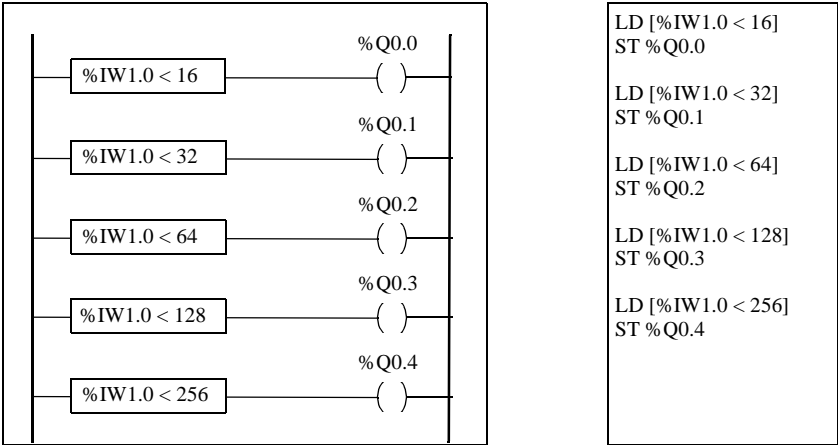 %Q0.0
%IW1.0 < 16
%Q0.1
%IW1.0 < 32
%Q0.2
%IW1.0 < 64
%Q0.3
%IW1.0 < 128
%Q0.4
%IW1.0 < 256
LD [%IW1.0 < 16]
ST %Q0.0
LD [%IW1.0 < 32]
ST %Q0.1
LD [%IW1.0 < 64]
ST %Q0.2
LD [%IW1.0 < 128]
ST %Q0.3
LD [%IW1.0 < 256]
ST %Q0.4